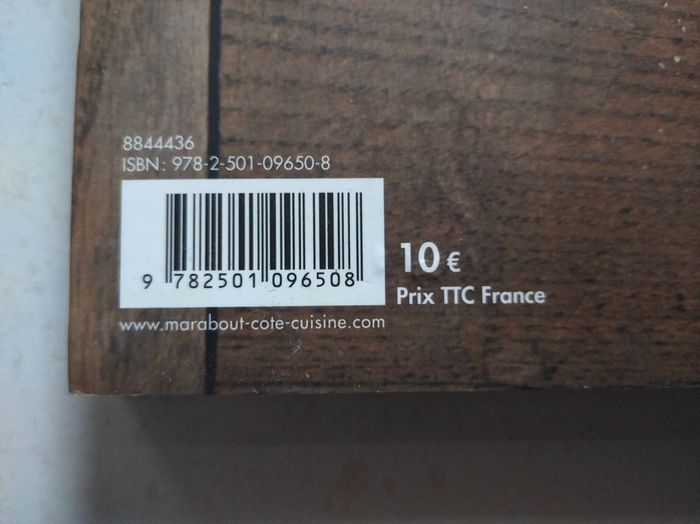 8844436
ISBN : 978-2-501-09650-8
9 782501 096508
10 €
Prix TTC France
www.marabout-cote-cuisine.com